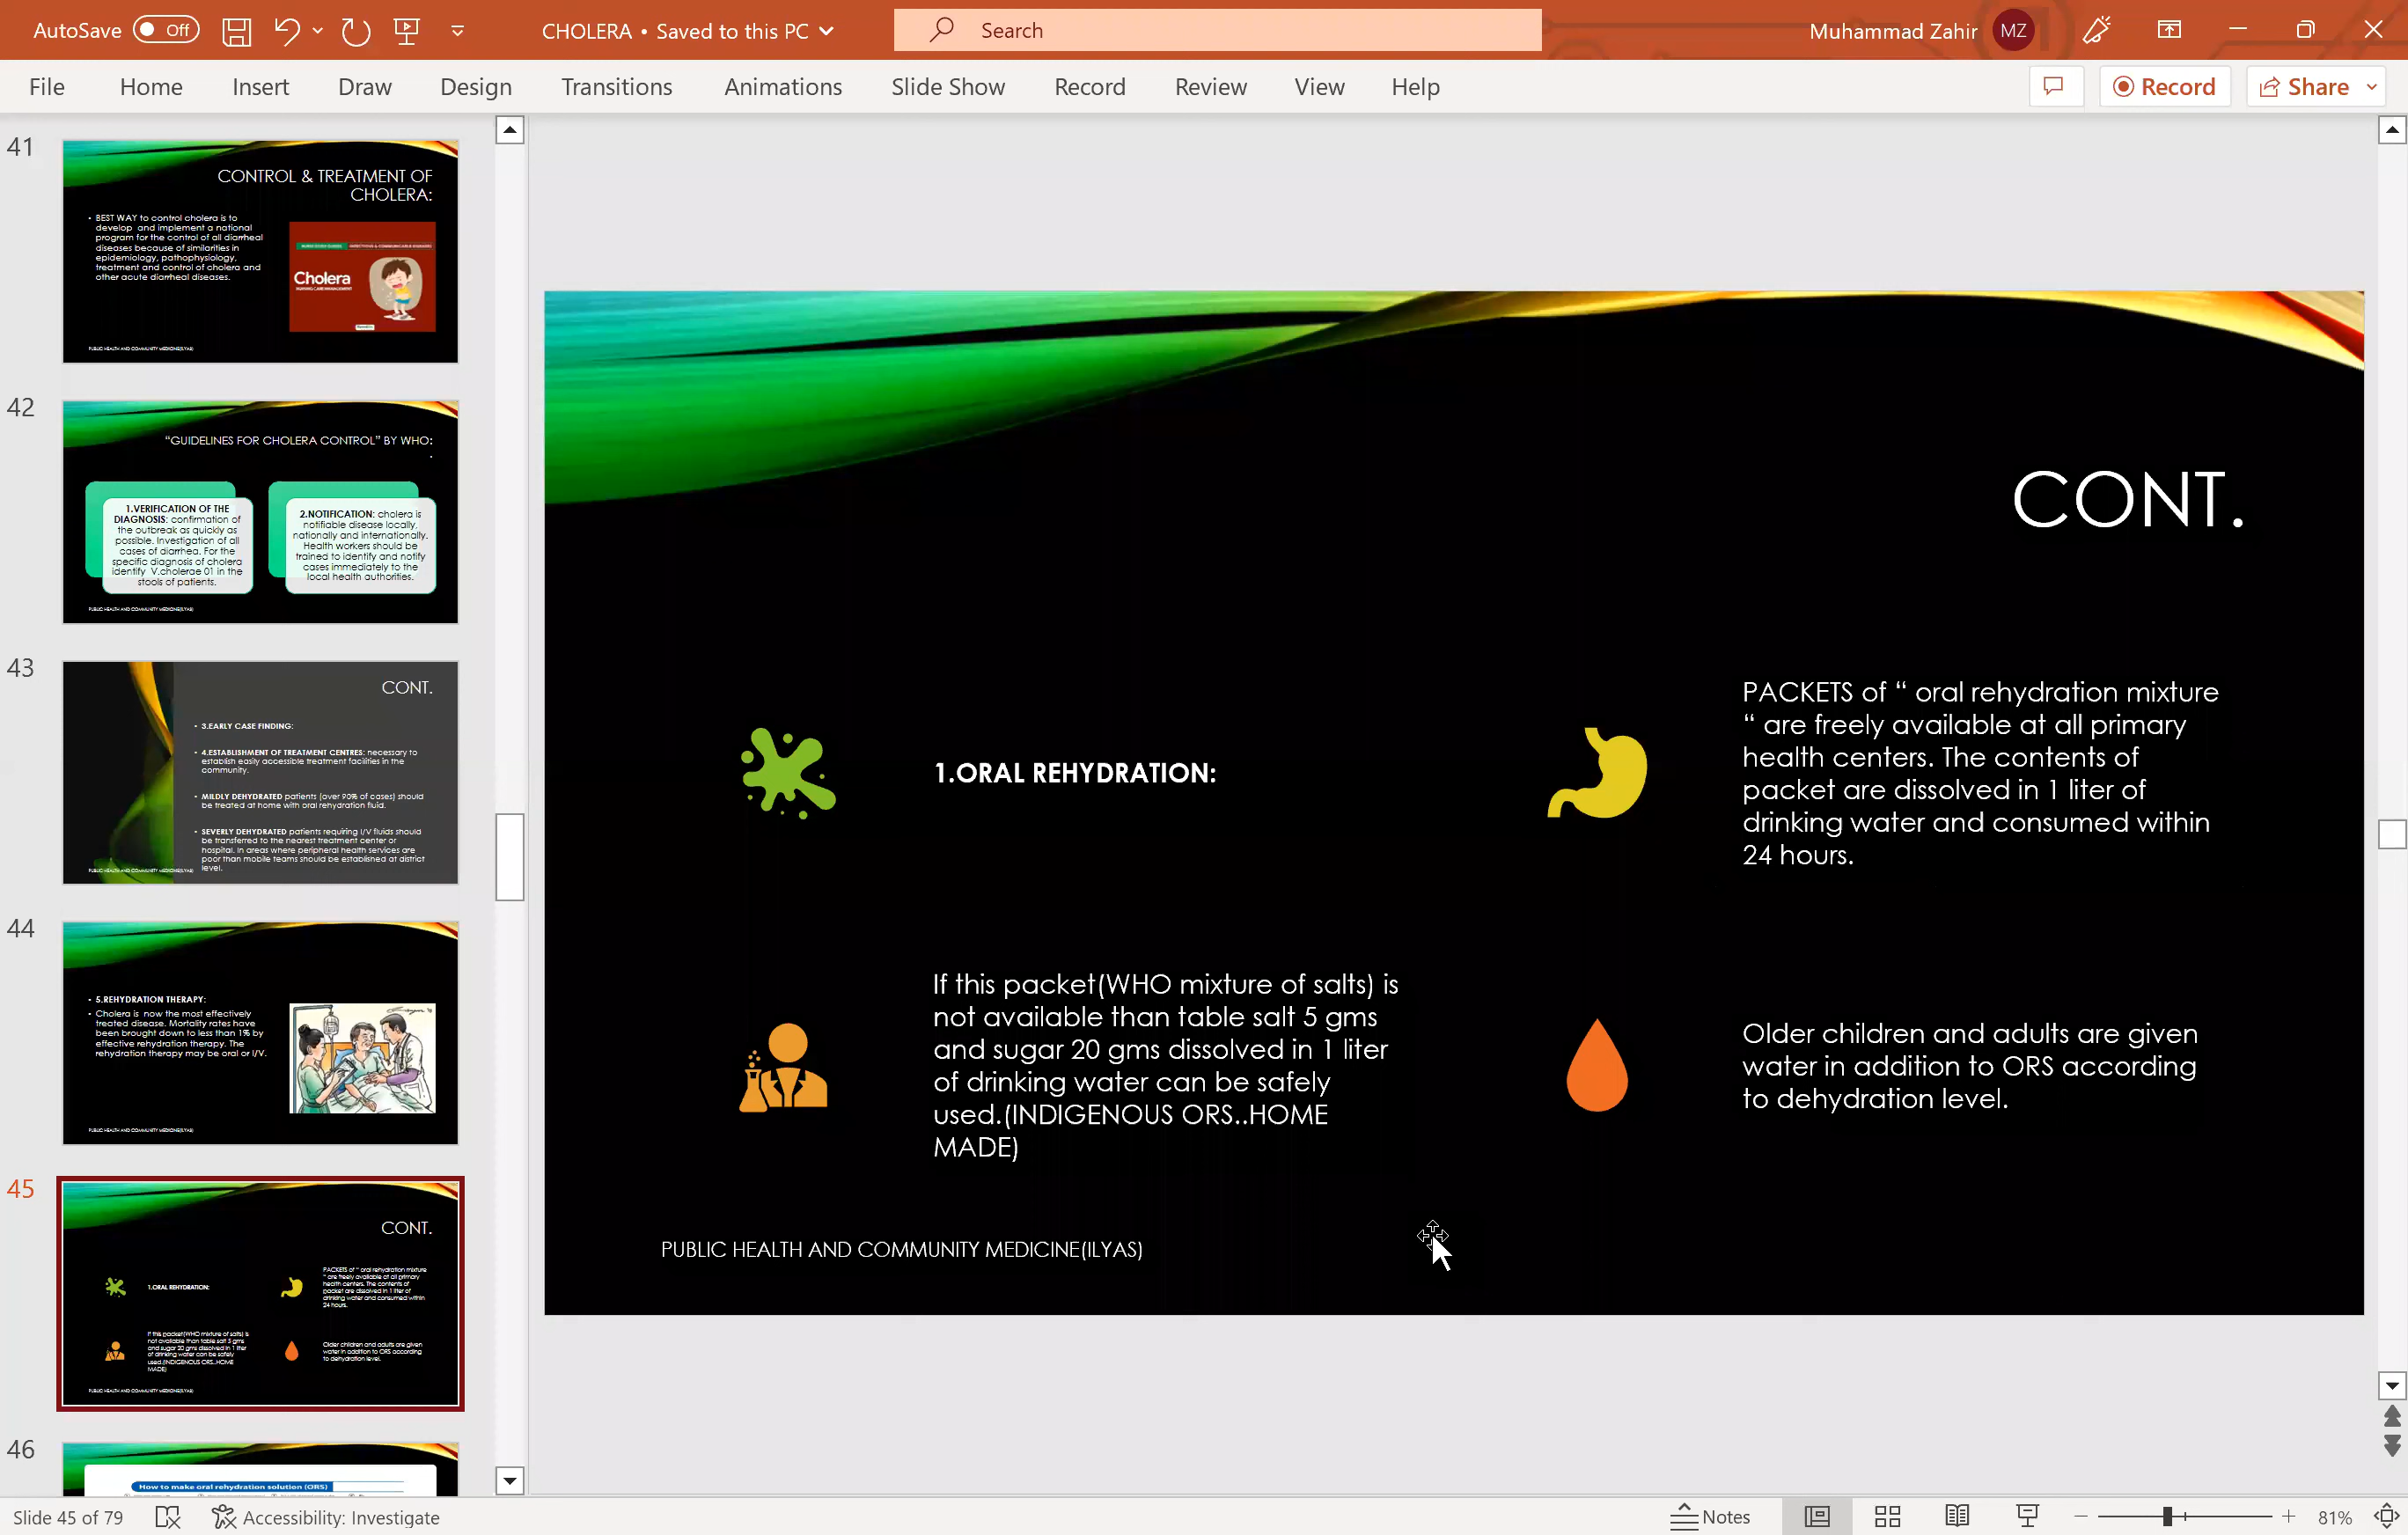 AutoSave Off
CHOLERA • Saved to this PC
Search
Muhammad Zahir MZ
File Home Insert Draw Design Transitions Animations Slide Show Record Review View Help
Record
Share
41
CONTROL & TREATMENT OF
CHOLERA:
• BEST WAY to control cholera is to
develop and implement a national
program for the control of all diarrheal
diseases because of similarities in
epidemiology, pathophysiology,
treatment and control of cholera and
other acute diarrheal diseases.
Cholera
PUBLIC HEALTH AND COMMUNITY MEDICINE(ILYAS)
42
“GUIDELINES FOR CHOLERA CONTROL” BY WHO:
.
1.VERIFICATION OF THE
DIAGNOSIS: confirmation of
the outbreak as quickly as
possible. Investigation of all
cases of diarrhea. For the
specific diagnosis of cholera
identify V.cholerae 01 in the
stools of patients.
2.NOTIFICATION: cholera is
notifiable disease locally,
nationally and internationally.
Health workers should be
trained to identify and notify
cases immediately to the
local health authorities.
PUBLIC HEALTH AND COMMUNITY MEDICINE(ILYAS)
43
CONT.
• 3.EARLY CASE FINDING:
• 4.ESTABLISHMENT OF TREATMENT CENTRES: necessary to
establish easily accessible treatment facilities in the
community.
• MILDLY DEHYDRATED patients (over 90% of cases) should
be treated at home with oral rehydration fluid.
• SEVERLY DEHYDRATED patients requiring I/V fluids should
be transferred to the nearest treatment center or
hospital. In areas where peripheral health services are
poor than mobile teams should be established at district
level.
PUBLIC HEALTH AND COMMUNITY MEDICINE(ILYAS)
44
• 5.REHYDRATION THERAPY:
• Cholera is now the most effectively
treated disease. Mortality rates have
been brought down to less than 1% by
effective rehydration therapy. The
rehydration therapy may be oral or I/V.
PUBLIC HEALTH AND COMMUNITY MEDICINE(ILYAS)
45
CONT.
1.ORAL REHYDRATION:
PACKETS of “ oral rehydration mixture
“ are freely available at all primary
health centers. The contents of
packet are dissolved in 1 liter of
drinking water and consumed within
24 hours.
If this packet(WHO mixture of salts) is
not available than table salt 5 gms
and sugar 20 gms dissolved in 1 liter
of drinking water can be safely
used.(INDIGENOUS ORS..HOME
MADE)
Older children and adults are given
water in addition to ORS according
to dehydration level.
PUBLIC HEALTH AND COMMUNITY MEDICINE(ILYAS)
46
How to make oral rehydration solution (ORS)
CONT.
1.ORAL REHYDRATION:
PACKETS of “ oral rehydration mixture
“ are freely available at all primary
health centers. The contents of
packet are dissolved in 1 liter of
drinking water and consumed within
24 hours.
If this packet(WHO mixture of salts) is
not available than table salt 5 gms
and sugar 20 gms dissolved in 1 liter
of drinking water can be safely
used.(INDIGENOUS ORS..HOME
MADE)
Older children and adults are given
water in addition to ORS according
to dehydration level.
PUBLIC HEALTH AND COMMUNITY MEDICINE(ILYAS)
Slide 45 of 79
Accessibility: Investigate
Notes
81%